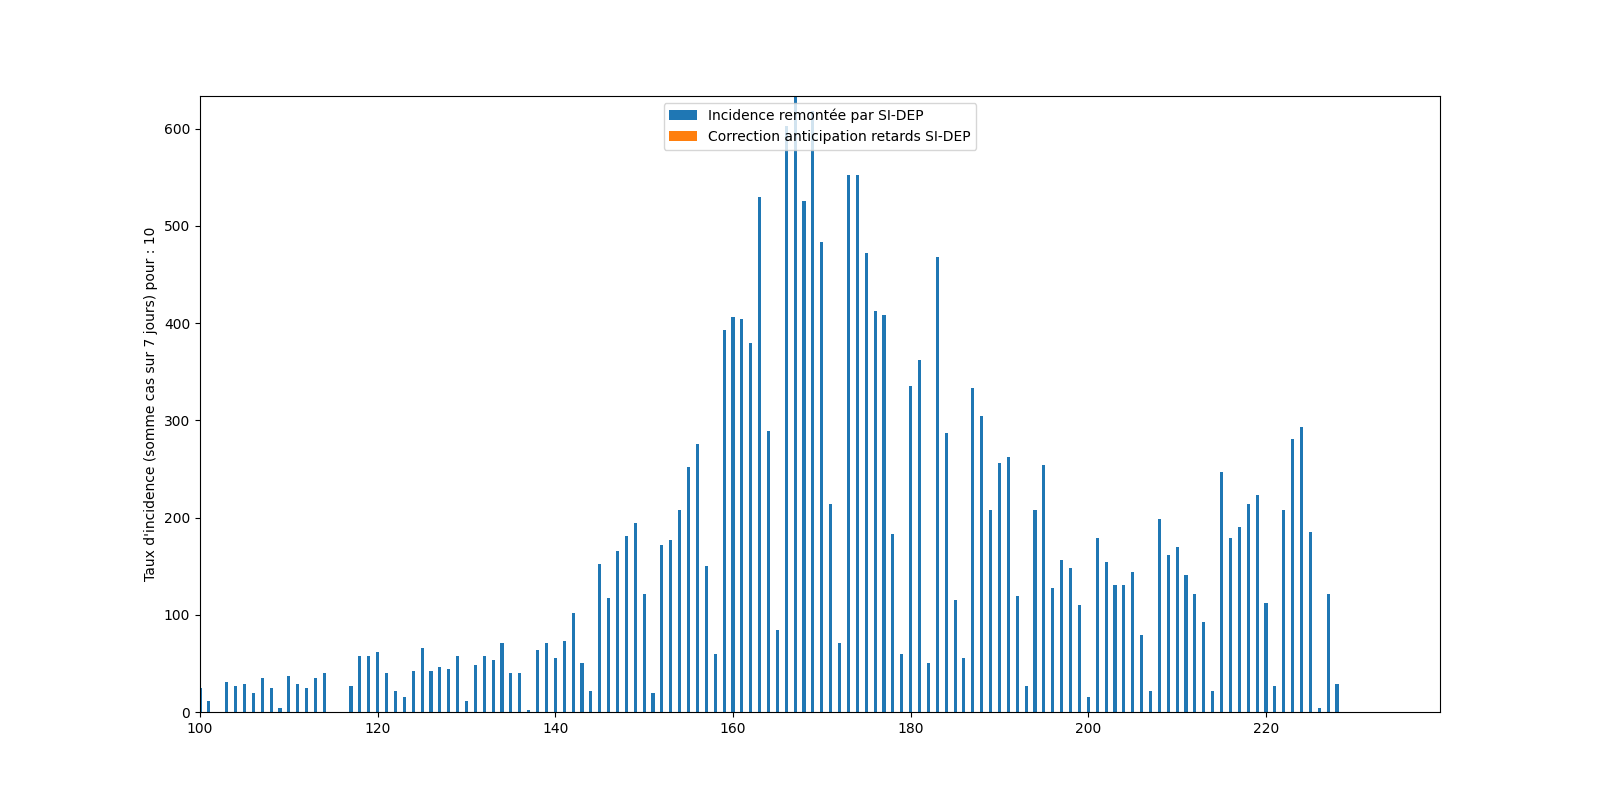 Incidence remontée par SI-DEP
Correction anticipation retards SI-DEP
Taux d'incidence (somme cas sur 7 jours) pour : 10
600
500
400
300
200
100
0
100 120 140 160 180 200 220